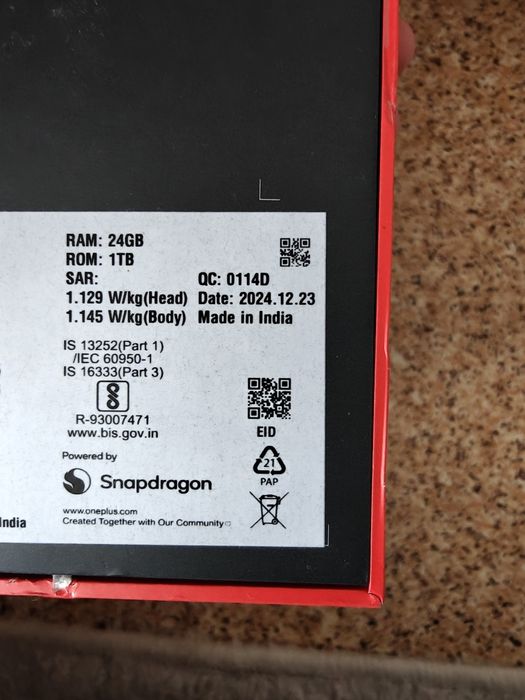 RAM: 24GB
ROM: 1TB
SAR: QC: 0114D
1.129 W/kg(Head) Date: 2024.12.23
1.145 W/kg(Body) Made in India
IS 13252(Part 1)
/IEC 60950-1
IS 16333(Part 3)
R-93007471
www.bis.gov.in
EID
Powered by
Snapdragon
21
PAP
www.oneplus.com
Created Together with Our Community
India